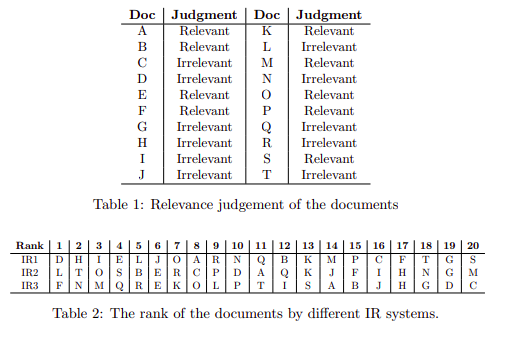 Doc Judgment Doc Judgment
A Relevant K Relevant
B Relevant L Irrelevant
C Irrelevant M Relevant
D Irrelevant N Irrelevant
E Relevant O Relevant
F Relevant P Relevant
G Irrelevant Q Irrelevant
H Irrelevant R Irrelevant
I Irrelevant S Relevant
J Irrelevant T Irrelevant
Table 1: Relevance judgement of the documents
Rank 1 2 3 4 5 6 7 8 9 10 11 12 13 14 15 16 17 18 19 20
IR1 D H I E L J O A R N Q B K M P C F T G S
IR2 L T O S B E R C P D A Q K J F I H N G M
IR3 F N M Q R E K O L P T I S A B J H G D C
Table 2: The rank of the documents by different IR systems.